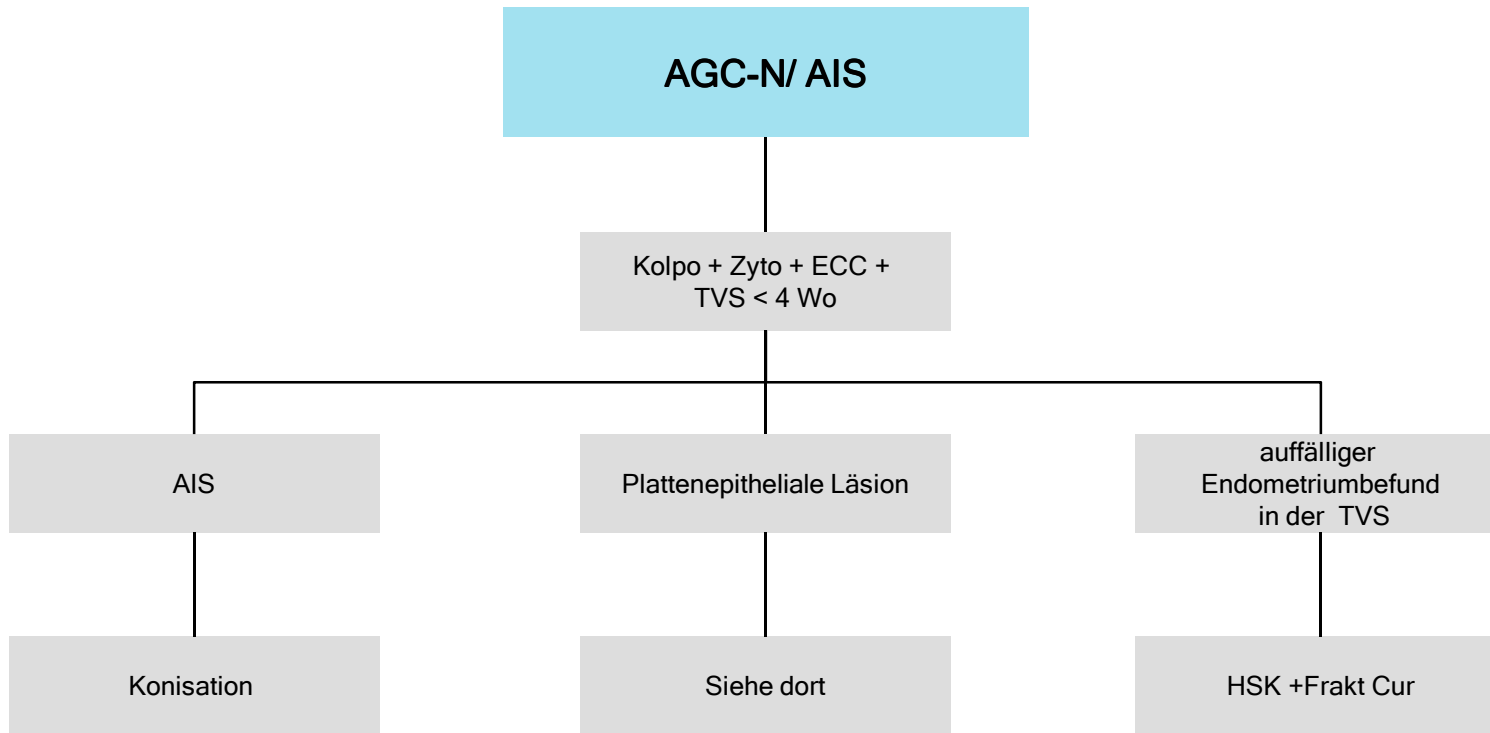 AGC-N/ AIS
Kolpo + Zyto + ECC +
TVS < 4 Wo
AIS
Plattenepitheliale Läsion
auffälliger
Endometriumbefund
in der TVS
Konisation
Siehe dort
HSK +Frakt Cur